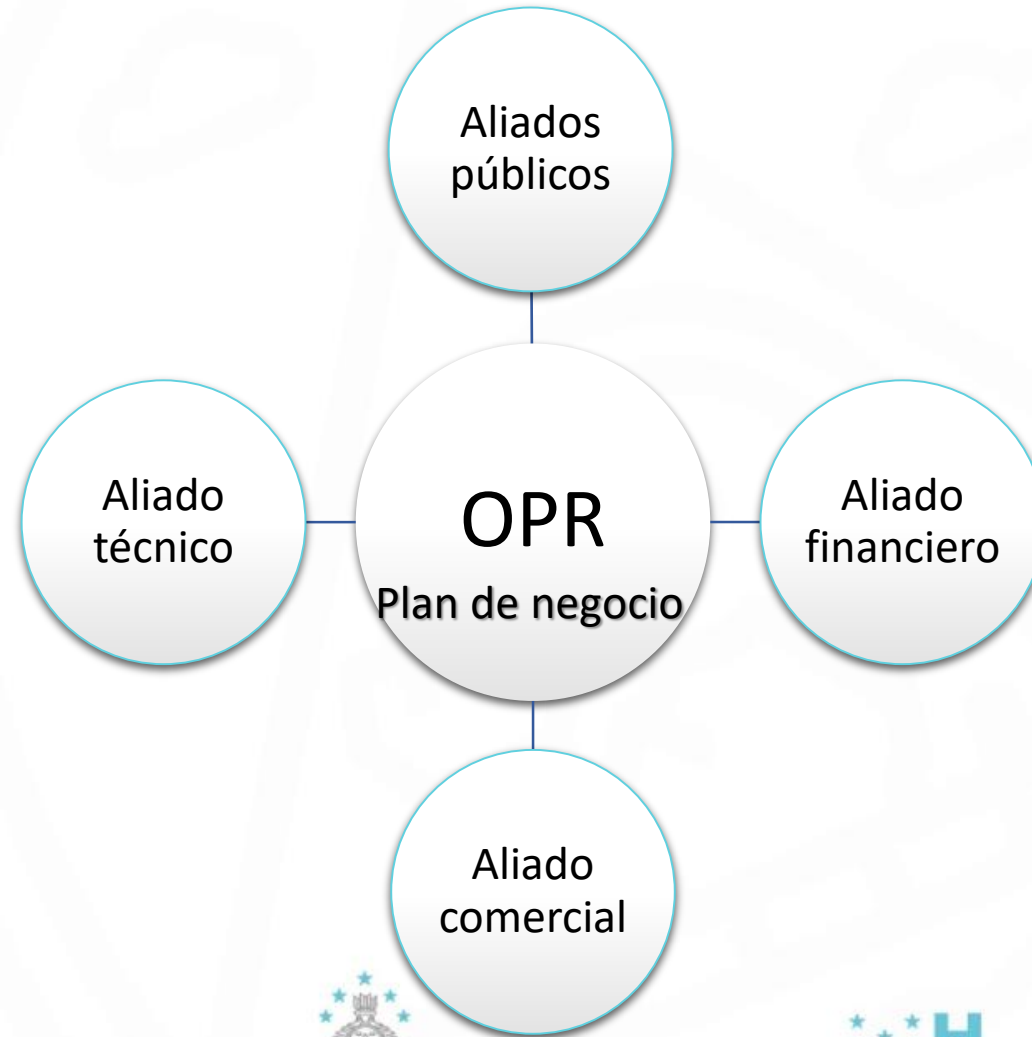 Aliados
públicos
Aliado
técnico
OPR
Plan de negocio
Aliado
financiero
Aliado
comercial
H